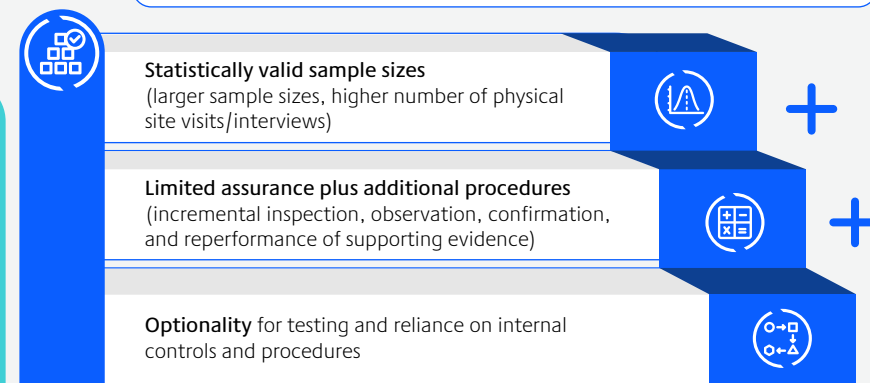 Statistically valid sample sizes
(larger sample sizes, higher number of physical
site visits/interviews)
Limited assurance plus additional procedures
(incremental inspection, observation, confirmation,
and reperformance of supporting evidence)
Optionality for testing and reliance on internal
controls and procedures